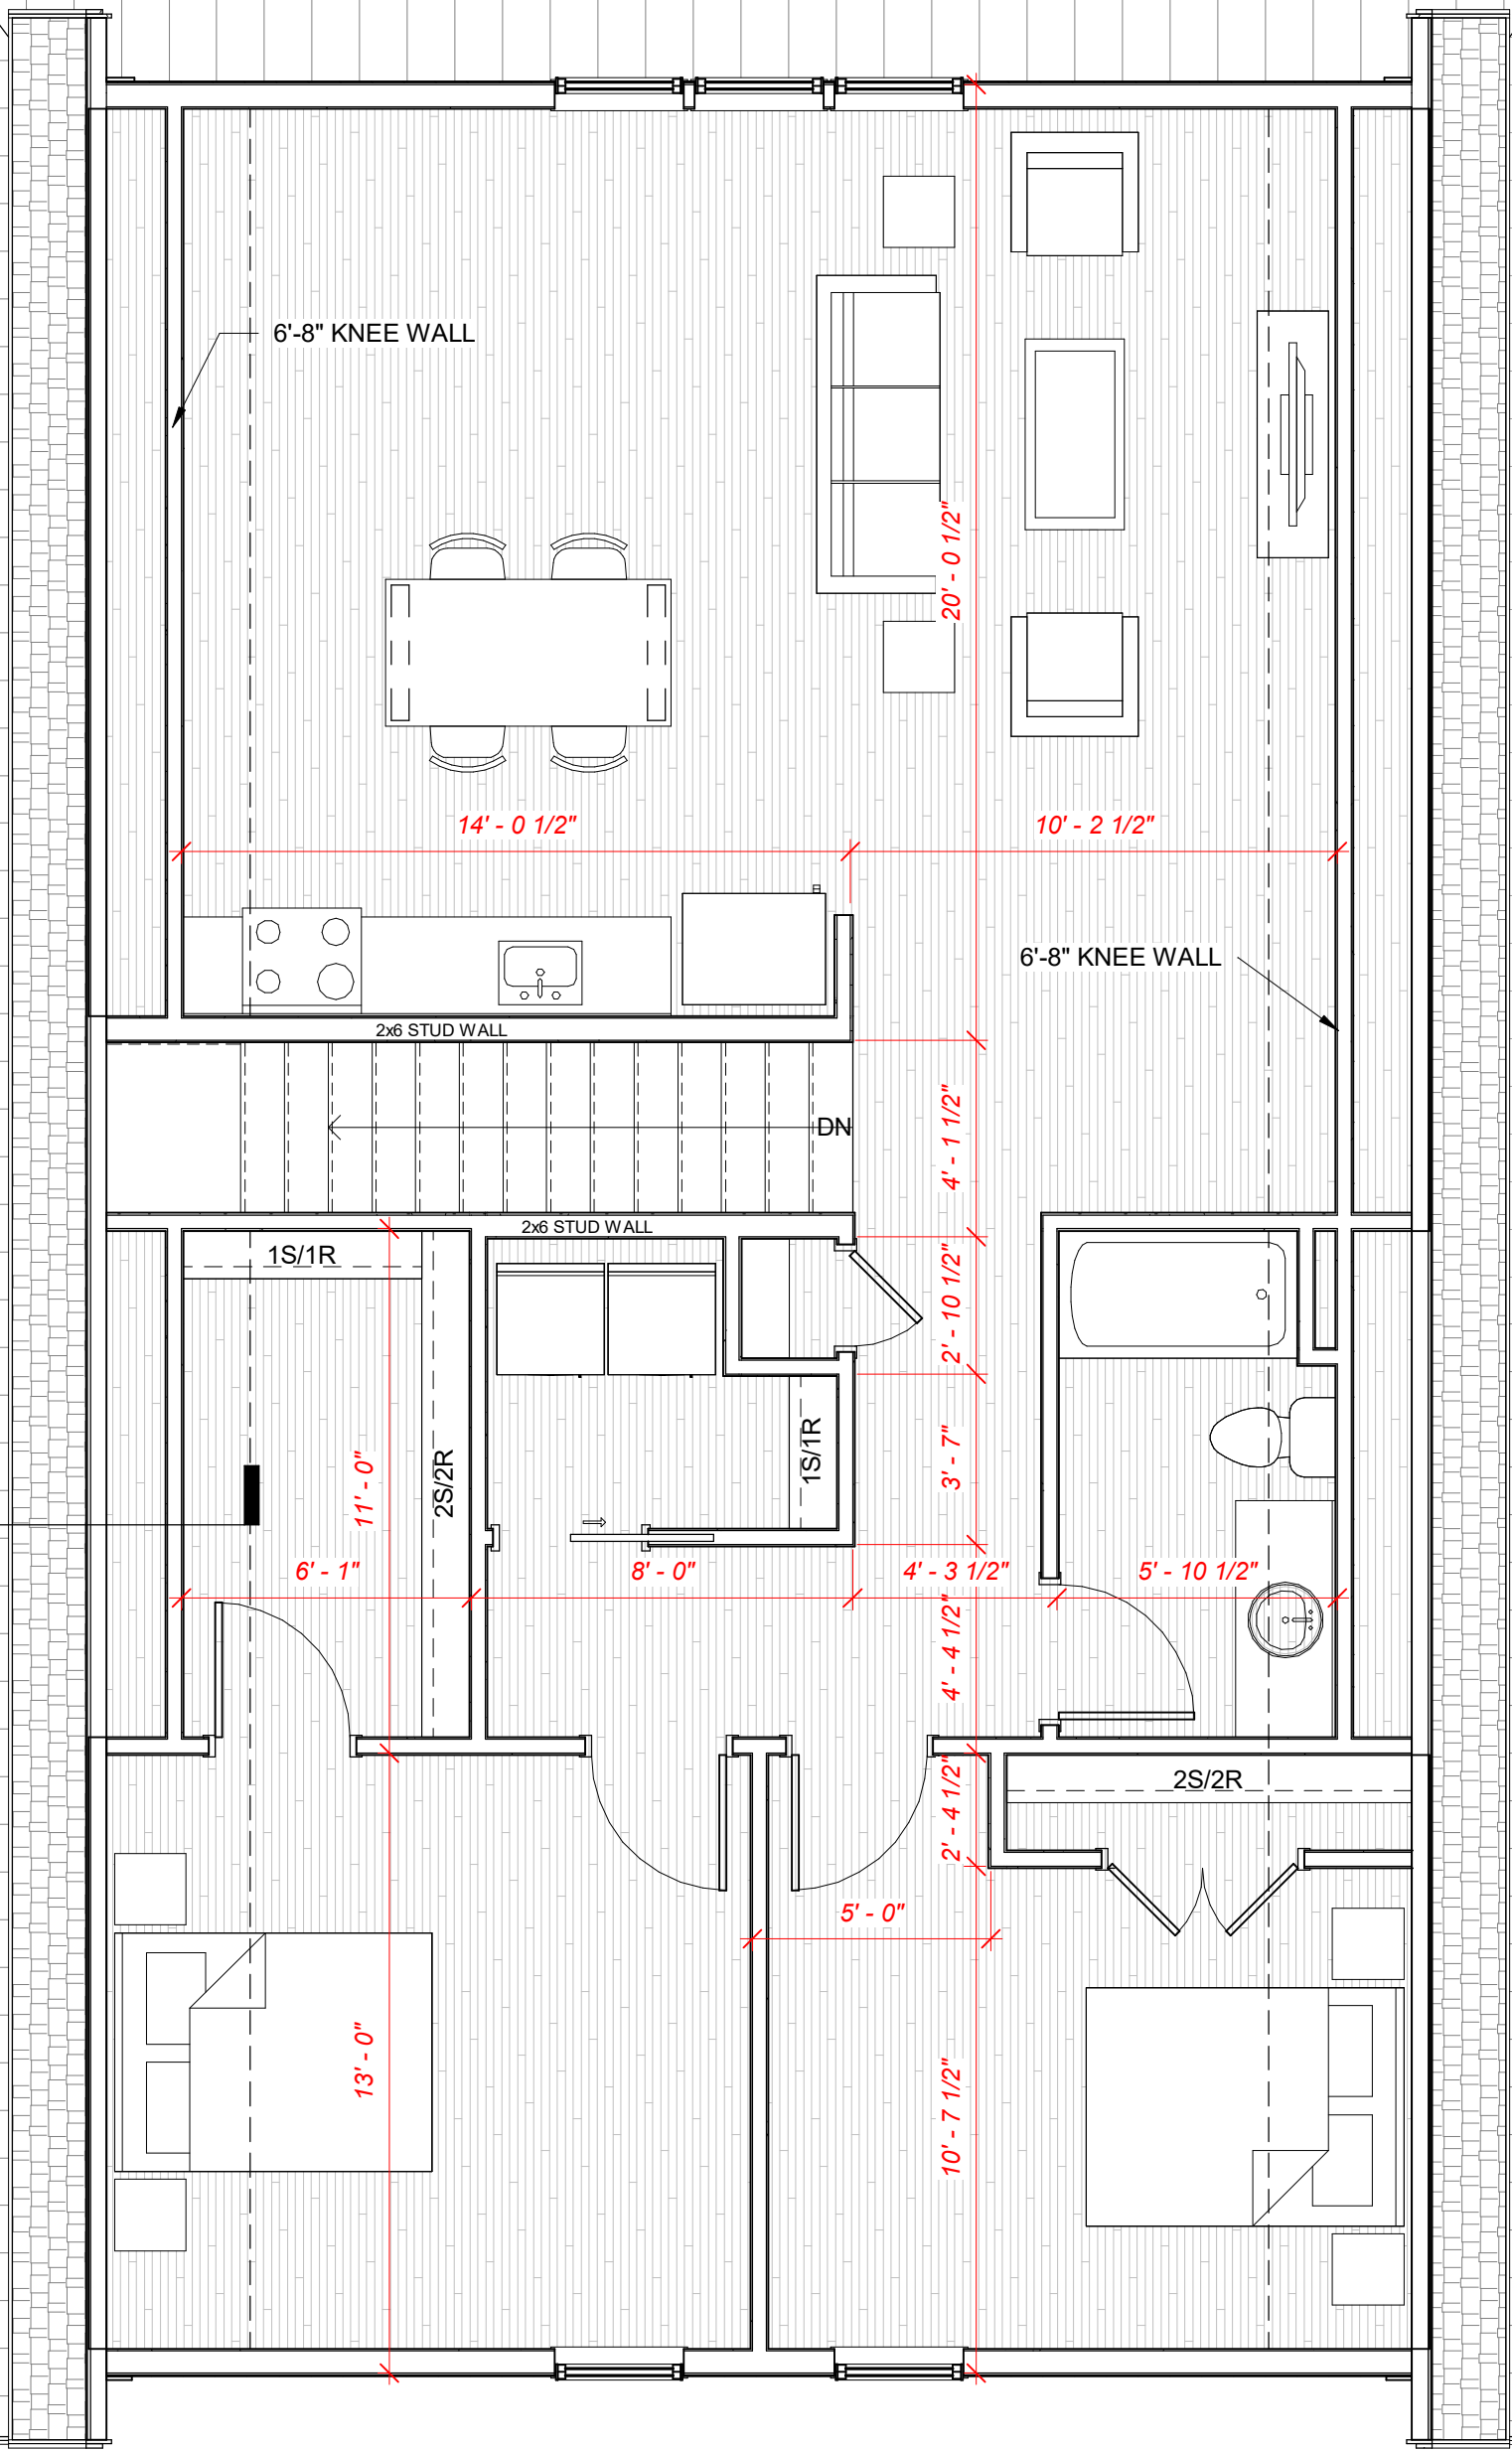 6'-8" KNEE WALL
20' - 0 1/2"
14' - 0 1/2"
10' - 2 1/2"
6'-8" KNEE WALL
2x6 STUD WALL
DN
4' - 1 1/2"
2x6 STUD WALL
1S/1R
2' - 10 1/2"
2S/2R
11' - 0"
1S/1R
3' - 7"
6' - 1"
8' - 0"
4' - 3 1/2"
5' - 10 1/2"
4' - 4 1/2"
2S/2R
2' - 4 1/2"
5' - 0"
13' - 0"
10' - 7 1/2"